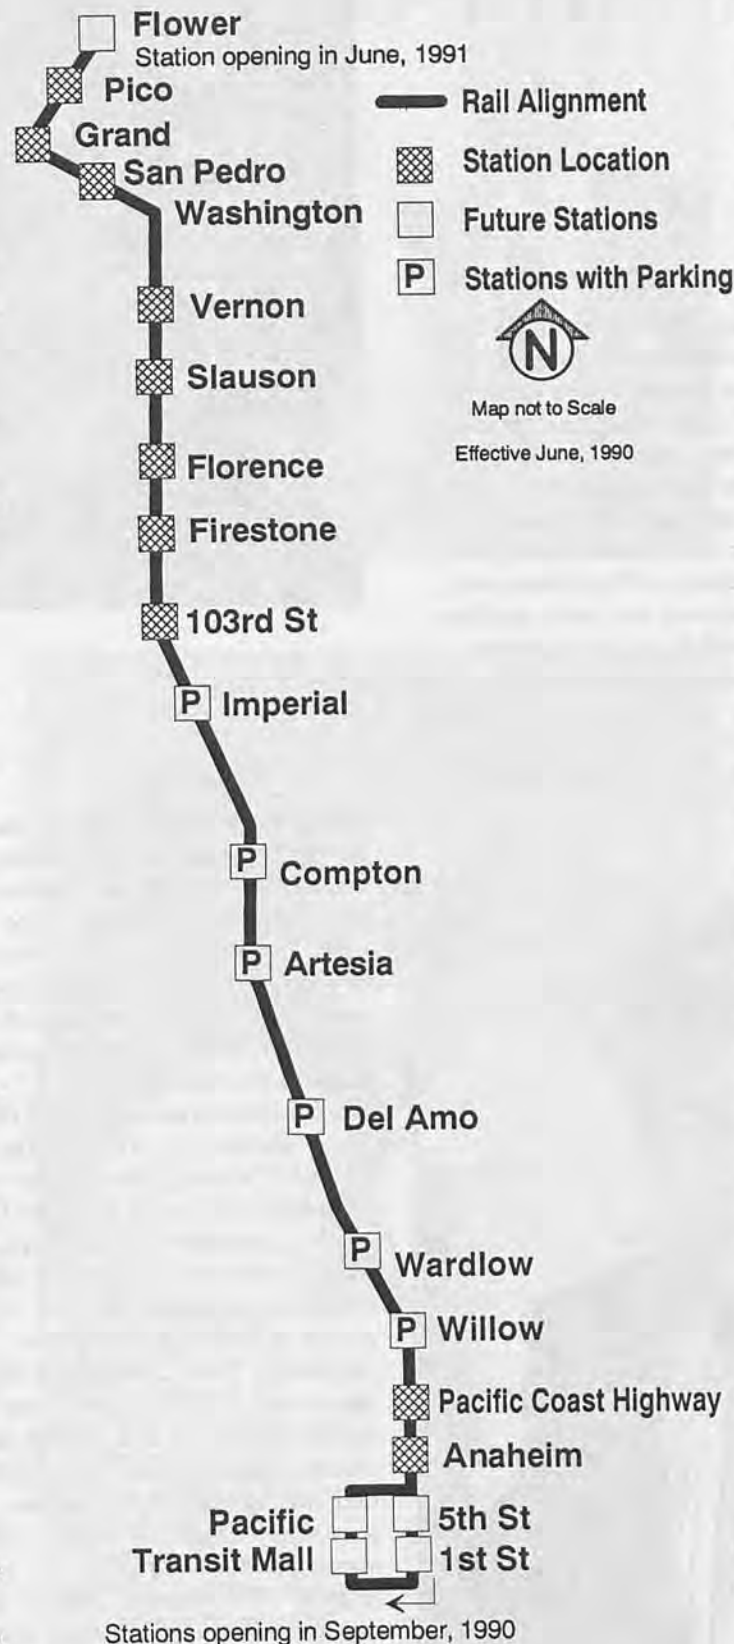 Flower
Station opening in June, 1991
Pico
Grand
San Pedro
Washington
Rail Alignment
Station Location
Future Stations
P Stations with Parking
N
Map not to Scale
Effective June, 1990
Vernon
Slauson
Florence
Firestone
103rd St
P Imperial
P Compton
P Artesia
P Del Amo
P Wardlow
P Willow
Pacific Coast Highway
Anaheim
Pacific
5th St
Transit Mall
1st St
Stations opening in September, 1990